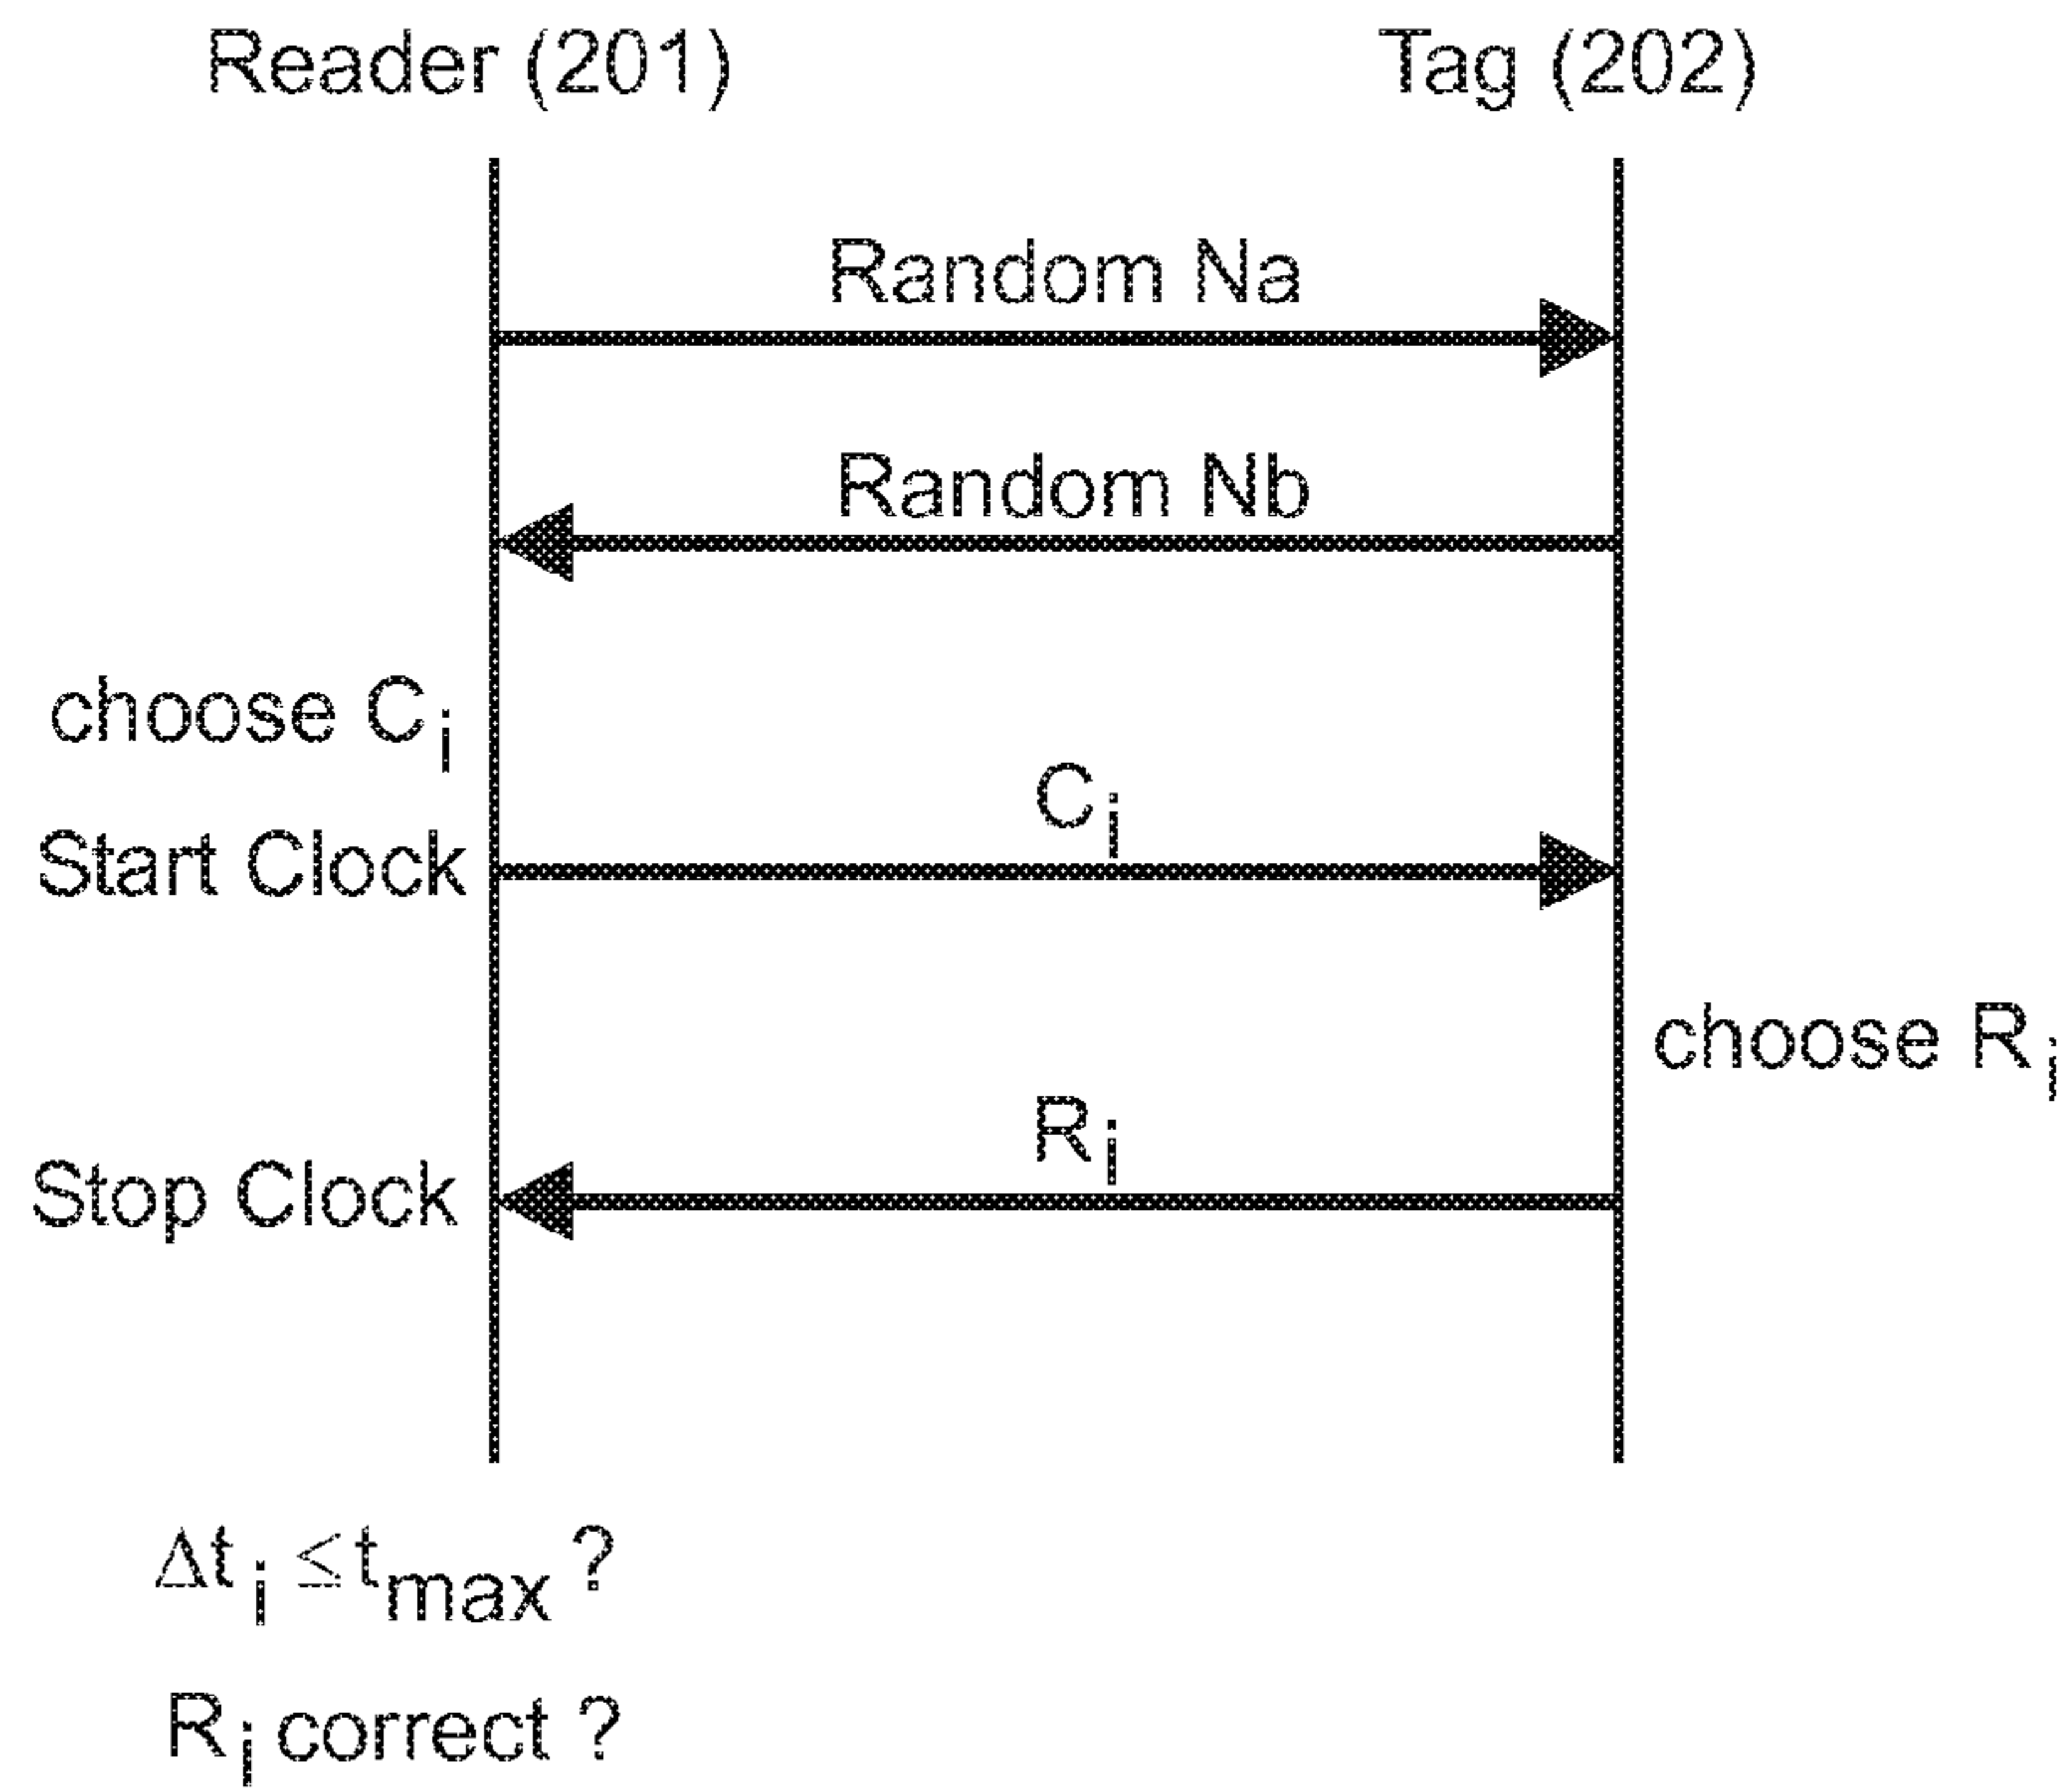 Reader (201) Tag (202)
Random Na
Random Nb
choose Ci
Ci
Start Clock
choose Ri
Ri
Stop Clock
Δti ≤ tmax ?
Ri correct ?